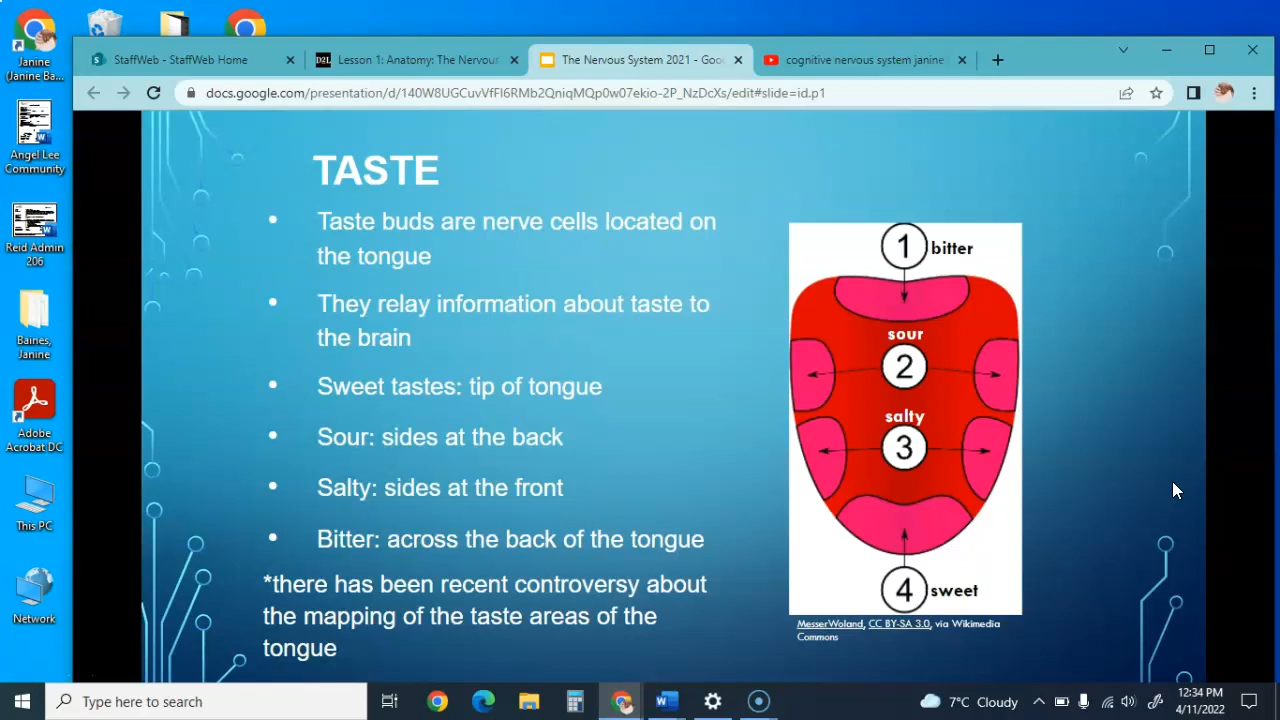 Janine
(Janine Ba...
Angel Lee
Community
Reid Admin
206
Baines,
Janine
Adobe
Acrobat DC
This PC
Network
StaffWeb - StaffWeb Home
D2L
Lesson 1: Anatomy: The Nervous
The Nervous System 2021 - Goo
cognitive nervous system janine
docs.google.com/presentation/d/140W8UGCuvVfFI6RMb2QniqMQp0w07ekio-2P_NzDcXs/edit#slide=id.p1
TASTE
• Taste buds are nerve cells located on
the tongue
• They relay information about taste to
the brain
• Sweet tastes: tip of tongue
• Sour: sides at the back
• Salty: sides at the front
• Bitter: across the back of the tongue
*there has been recent controversy about
the mapping of the taste areas of the
tongue
1 bitter
sour
2
salty
3
4 sweet
MesserWoland, CC BY-SA 3.0, via Wikimedia
Commons
Type here to search
7°C Cloudy
12:34 PM
4/11/2022